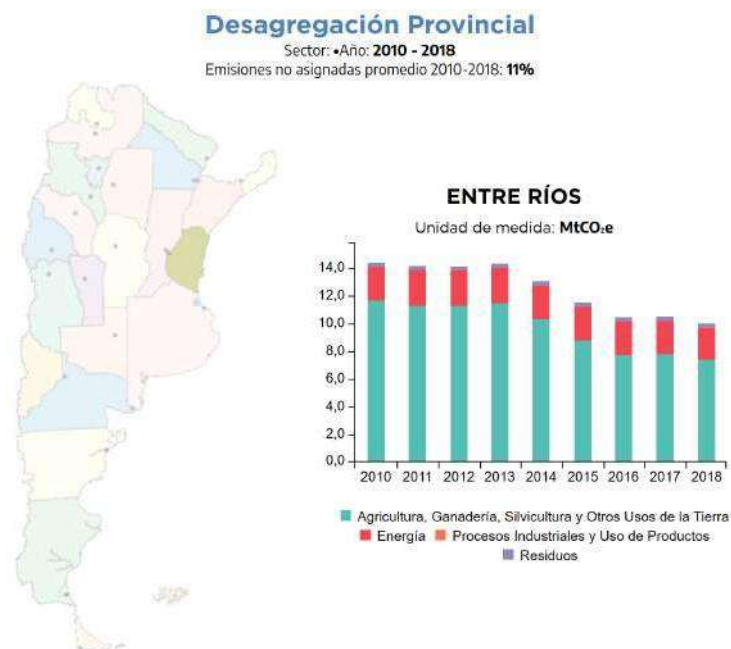 Desagregación Provincial
Sector: •Año: 2010 - 2018
Emisiones no asignadas promedio 2010-2018: 11%
ENTRE RÍOS
Unidad de medida: MtCO₂e
14,0
12,0
10,0
8,0
6,0
4,0
2,0
0,0
2010 2011 2012 2013 2014 2015 2016 2017 2018
Agricultura, Ganadería, Silvicultura y Otros Usos de la Tierra
Energía Procesos Industriales y Uso de Productos
Residuos